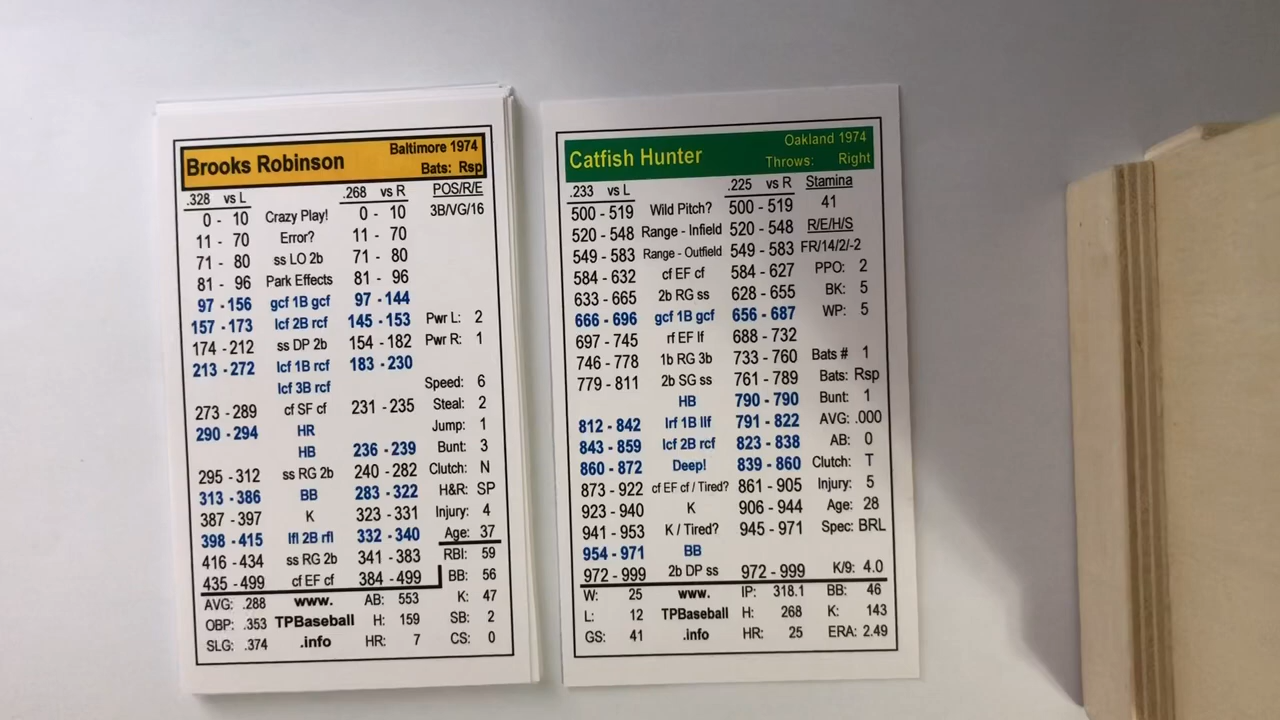 Brooks Robinson Baltimore 1974
Bats: Rsp
.328 vs L .268 vs R POS/R/E
0 - 10 Crazy Play! 0 - 10 3B/VG/16
11 - 70 Error? 11 - 70
71 - 80 ss LO 2b 71 - 80
81 - 96 Park Effects 81 - 96
97 - 156 gcf 1B gcf 97 - 144
157 - 173 lcf 2B rcf 145 - 153 Pwr L: 2
174 - 212 ss DP 2b 154 - 182 Pwr R: 1
213 - 272 lcf 1B rcf 183 - 230
lcf 3B rcf Speed: 6
273 - 289 cf SF cf 231 - 235 Steal: 2
290 - 294 HR Jump: 1
HB 236 - 239 Bunt: 3
295 - 312 ss RG 2b 240 - 282 Clutch: N
313 - 386 BB 283 - 322 H&R: SP
387 - 397 K 323 - 331 Injury: 4
398 - 415 lfl 2B rfl 332 - 340 Age: 37
416 - 434 ss RG 2b 341 - 383 RBI: 59
435 - 499 cf EF cf 384 - 499 BB: 56
AVG: .288 www. AB: 553 K: 47
OBP: .353 TPBaseball H: 159 SB: 2
SLG: .374 .info HR: 7 CS: 0
Catfish Hunter Oakland 1974
Throws: Right
.233 vs L .225 vs R Stamina
500 - 519 Wild Pitch? 500 - 519 41
520 - 548 Range - Infield 520 - 548 R/E/H/S
549 - 583 Range - Outfield 549 - 583 FR/14/2/-2
584 - 632 cf EF cf 584 - 627 PPO: 2
633 - 665 2b RG ss 628 - 655 BK: 5
666 - 696 gcf 1B gcf 656 - 687 WP: 5
697 - 745 rf EF lf 688 - 732
746 - 778 1b RG 3b 733 - 760 Bats # 1
779 - 811 2b SG ss 761 - 789 Bats: Rsp
HB 790 - 790 Bunt: 1
812 - 842 lrf 1B llf 791 - 822 AVG: .000
843 - 859 lcf 2B rcf 823 - 838 AB: 0
860 - 872 Deep! 839 - 860 Clutch: T
873 - 922 cf EF cf / Tired? 861 - 905 Injury: 5
923 - 940 K 906 - 944 Age: 28
941 - 953 K / Tired? 945 - 971 Spec: BRL
954 - 971 BB
972 - 999 2b DP ss 972 - 999 K/9: 4.0
W: 25 www. IP: 318.1 BB: 46
L: 12 TPBaseball H: 268 K: 143
GS: 41 .info HR: 25 ERA: 2.49